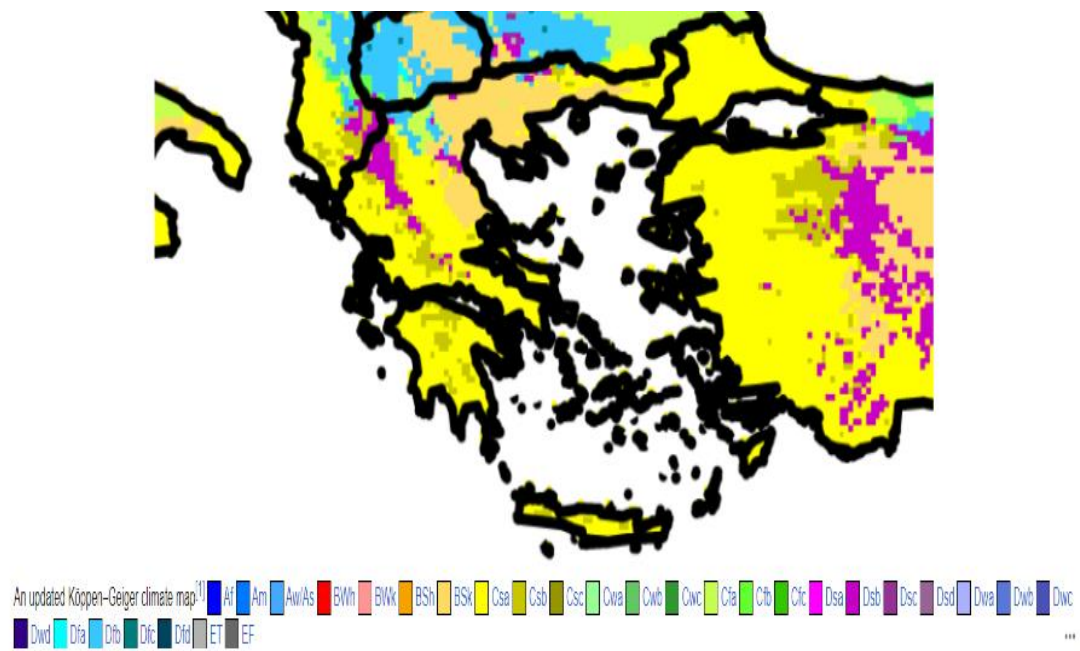 An updated Köppen–Geiger climate map[1] Af Am Aw/As BWh BWk BSh BSk Csa Csb Csc Cwa Cwb Cwc Cfa Cfb Cfc Dsa Dsb Dsc Dsd Dwa Dwb Dwc
Dwd Dfa Dfb Dfc Dfd ET EF ...